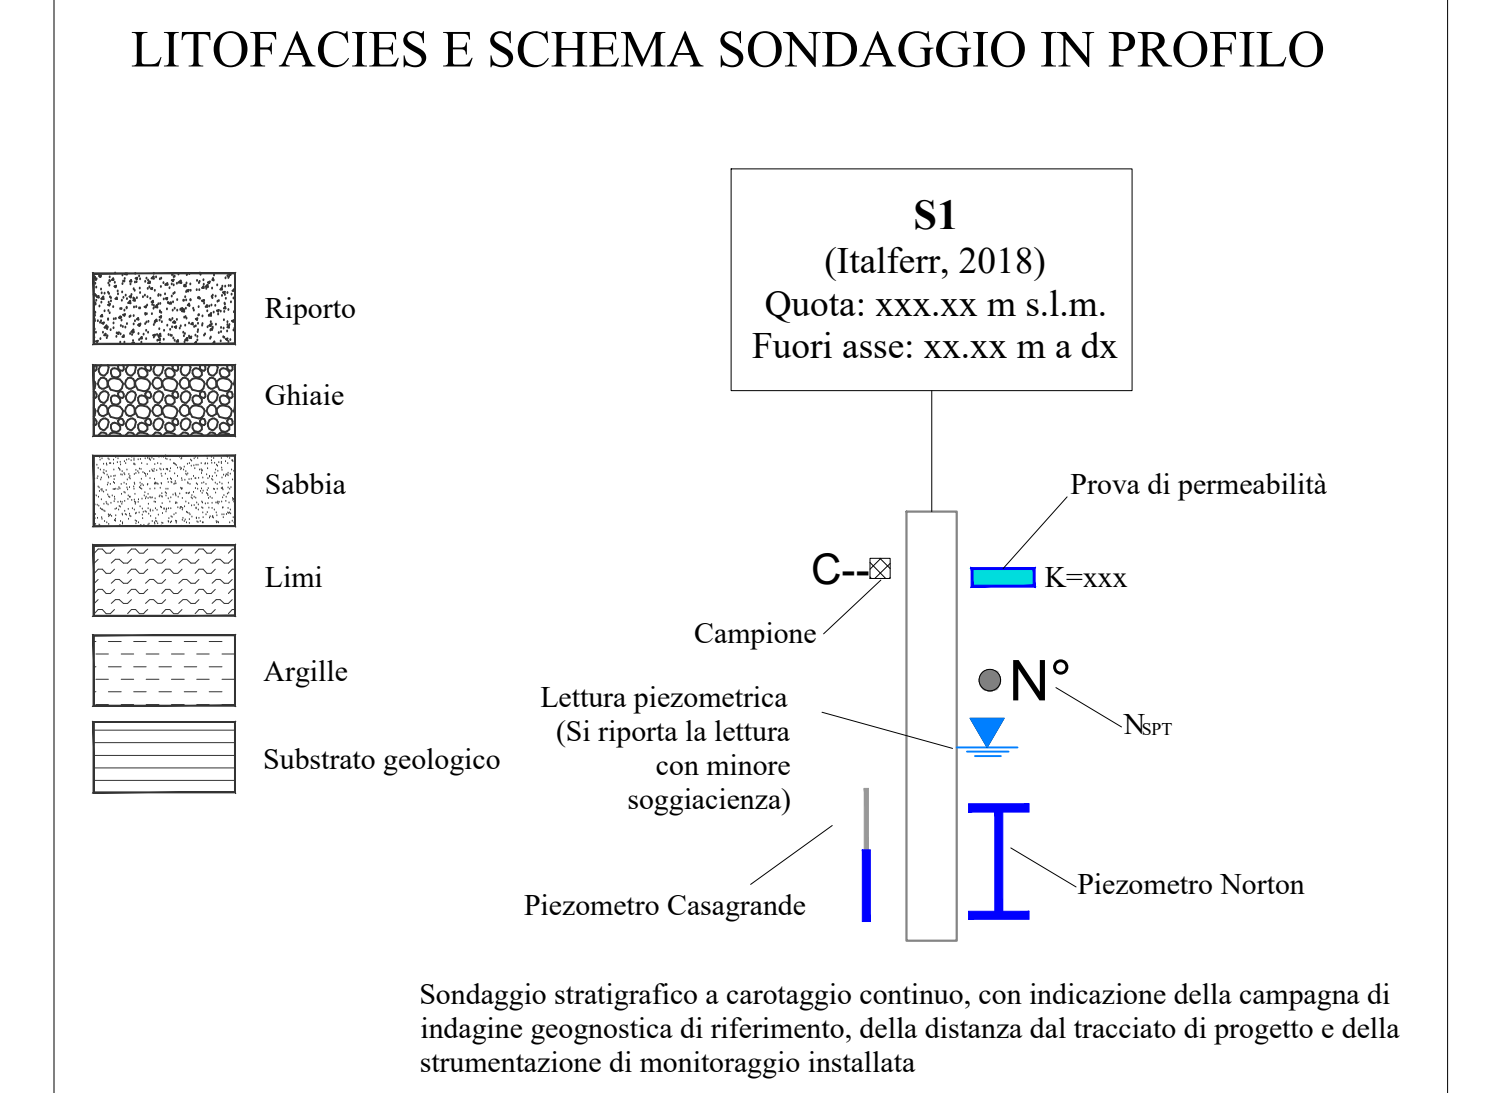 LITOFACIES E SCHEMA SONDAGGIO IN PROFILO
S1
(Italferr, 2018)
Quota: xxx.xx m s.l.m.
Fuori asse: xx.xx m a dx
Riporto
Ghiaie
Sabbia
Limi
Argille
Substrato geologico
Prova di permeabilità
C--
K=xxx
Campione
N°
NSPT
Lettura piezometrica
(Si riporta la lettura
con minore
soggiacienza)
Piezometro Casagrande
Piezometro Norton
Sondaggio stratigrafico a carotaggio continuo, con indicazione della campagna di
indagine geognostica di riferimento, della distanza dal tracciato di progetto e della
strumentazione di monitoraggio installata